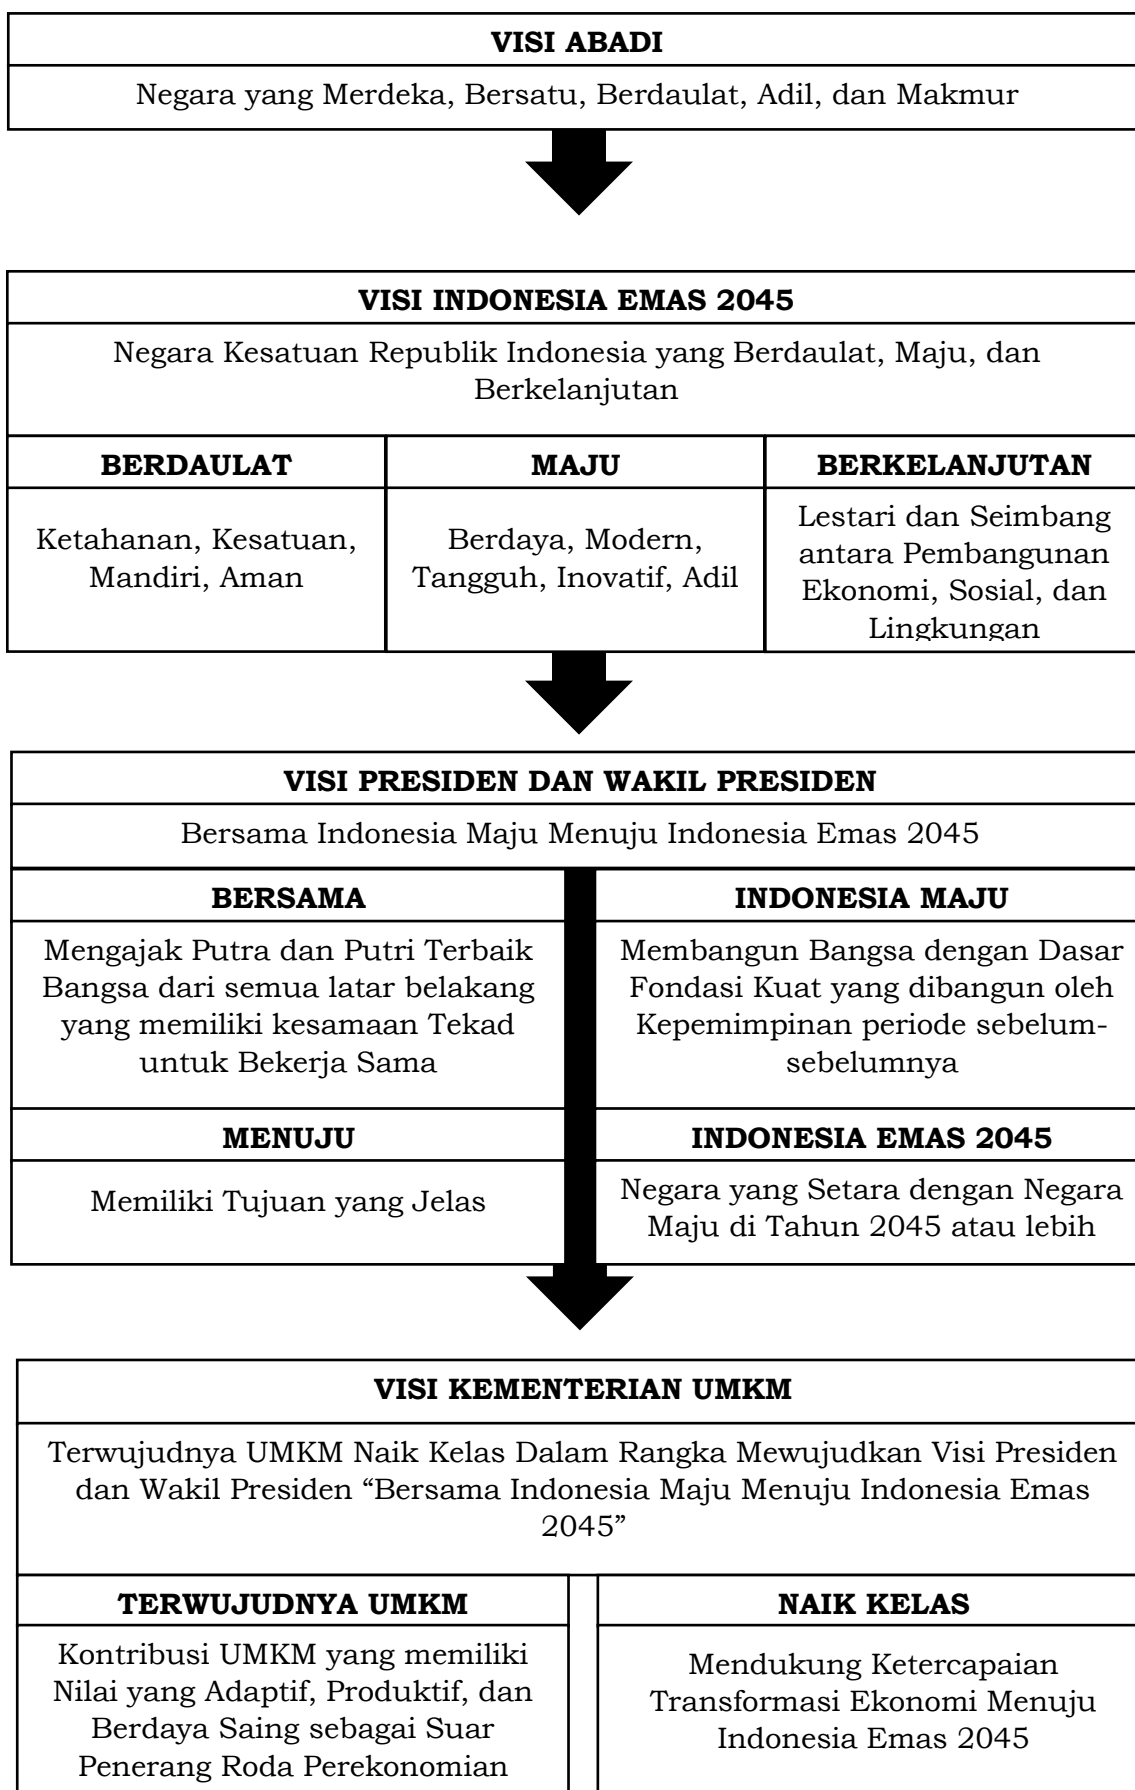 VISI ABADI
Negara yang Merdeka, Bersatu, Berdaulat, Adil, dan Makmur
VISI INDONESIA EMAS 2045
Negara Kesatuan Republik Indonesia yang Berdaulat, Maju, dan
Berkelanjutan
BERDAULAT
Ketahanan, Kesatuan,
Mandiri, Aman
MAJU
Berdaya, Modern,
Tangguh, Inovatif, Adil
BERKELANJUTAN
Lestari dan Seimbang
antara Pembangunan
Ekonomi, Sosial, dan
Lingkungan
VISI PRESIDEN DAN WAKIL PRESIDEN
Bersama Indonesia Maju Menuju Indonesia Emas 2045
BERSAMA
Mengajak Putra dan Putri Terbaik
Bangsa dari semua latar belakang
yang memiliki kesamaan Tekad
untuk Bekerja Sama
INDONESIA MAJU
Membangun Bangsa dengan Dasar
Fondasi Kuat yang dibangun oleh
Kepemimpinan periode sebelum-
sebelumnya
MENUJU
Memiliki Tujuan yang Jelas
INDONESIA EMAS 2045
Negara yang Setara dengan Negara
Maju di Tahun 2045 atau lebih
VISI KEMENTERIAN UMKM
Terwujudnya UMKM Naik Kelas Dalam Rangka Mewujudkan Visi Presiden
dan Wakil Presiden “Bersama Indonesia Maju Menuju Indonesia Emas
2045”
TERWUJUDNYA UMKM
Kontribusi UMKM yang memiliki
Nilai yang Adaptif, Produktif, dan
Berdaya Saing sebagai Suar
Penerang Roda Perekonomian
NAIK KELAS
Mendukung Ketercapaian
Transformasi Ekonomi Menuju
Indonesia Emas 2045